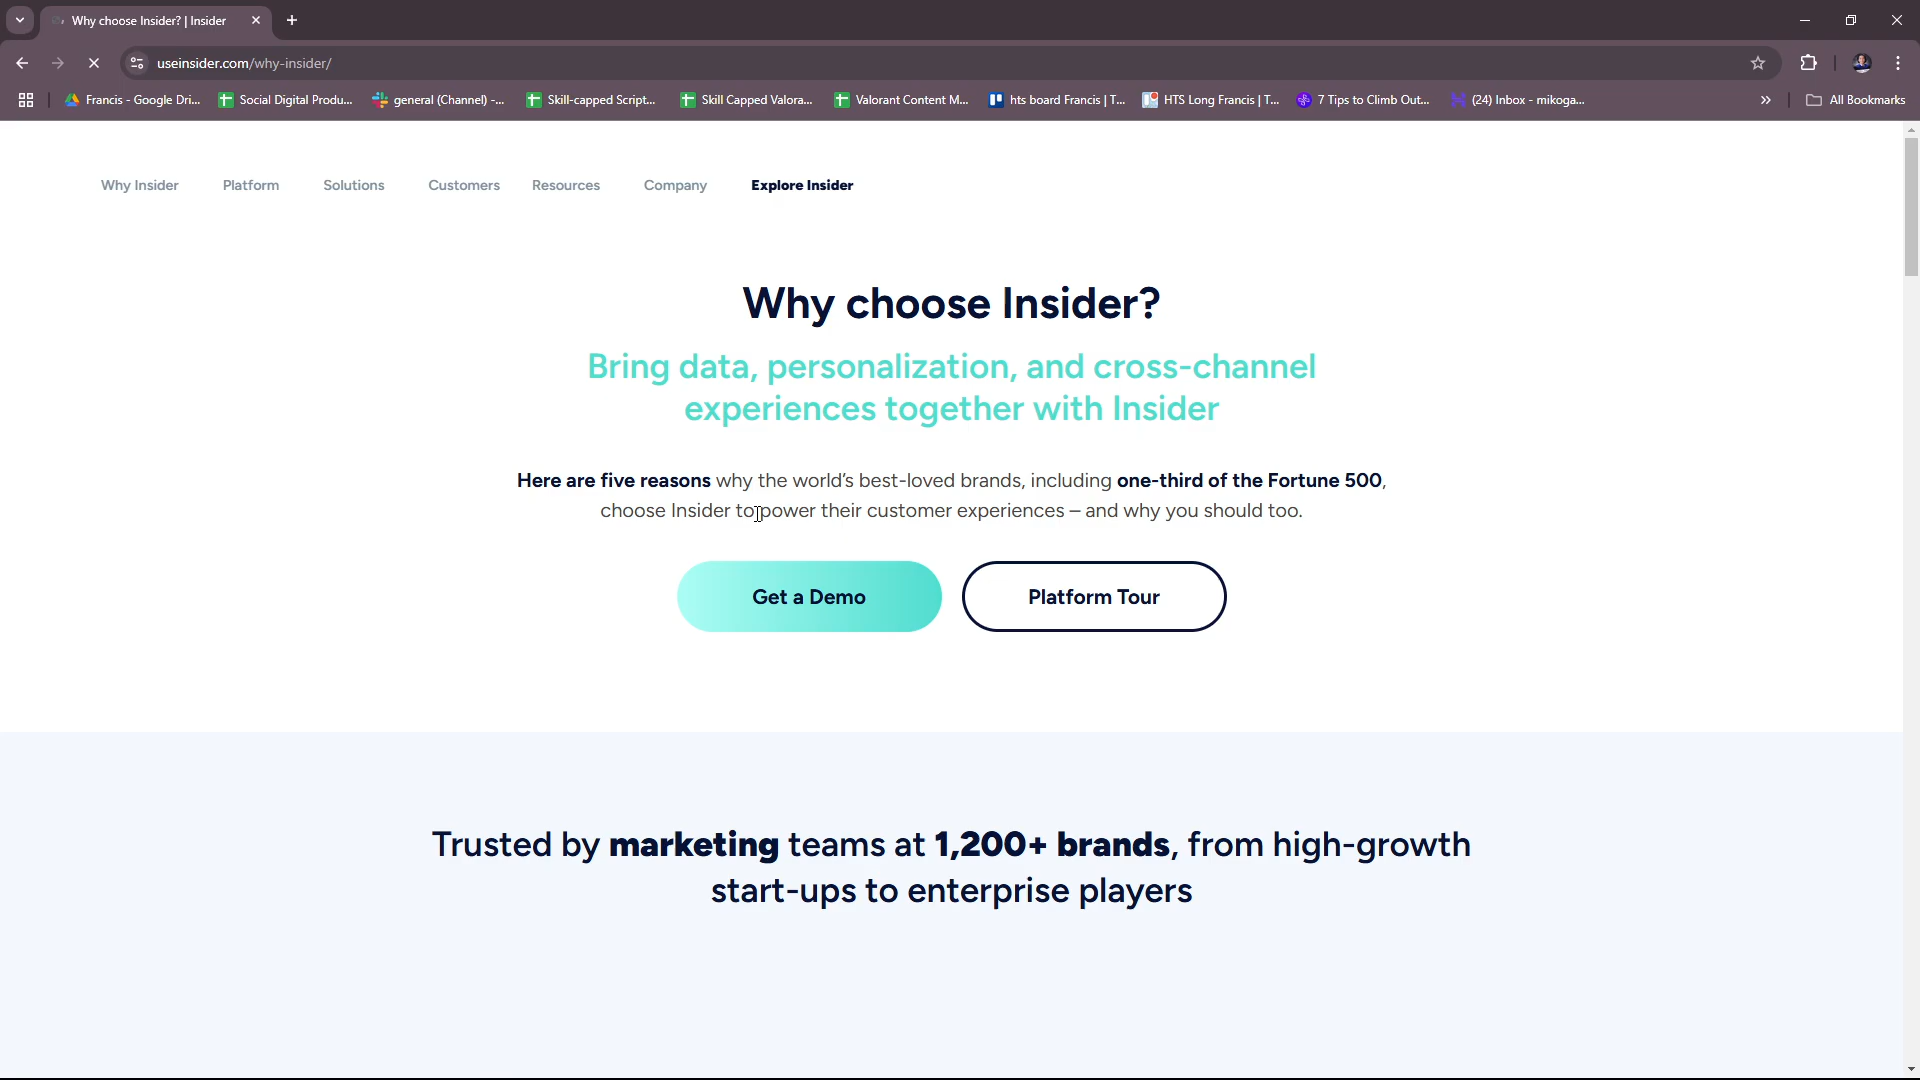 Why choose Insider? | Insider
useinsider.com/why-insider/
Francis - Google Dri...
Social Digital Produ...
general (Channel) -...
Skill-capped Script...
Skill Capped Valora...
Valorant Content M...
hts board Francis | T...
HTS Long Francis | T...
7 Tips to Climb Out...
(24) Inbox - mikoga...
All Bookmarks
Why Insider
Platform
Solutions
Customers
Resources
Company
Explore Insider
Why choose Insider?
Bring data, personalization, and cross-channel
experiences together with Insider
Here are five reasons why the world's best-loved brands, including one-third of the Fortune 500,
choose Insider to power their customer experiences – and why you should too.
Get a Demo
Platform Tour
Trusted by marketing teams at 1,200+ brands, from high-growth
start-ups to enterprise players